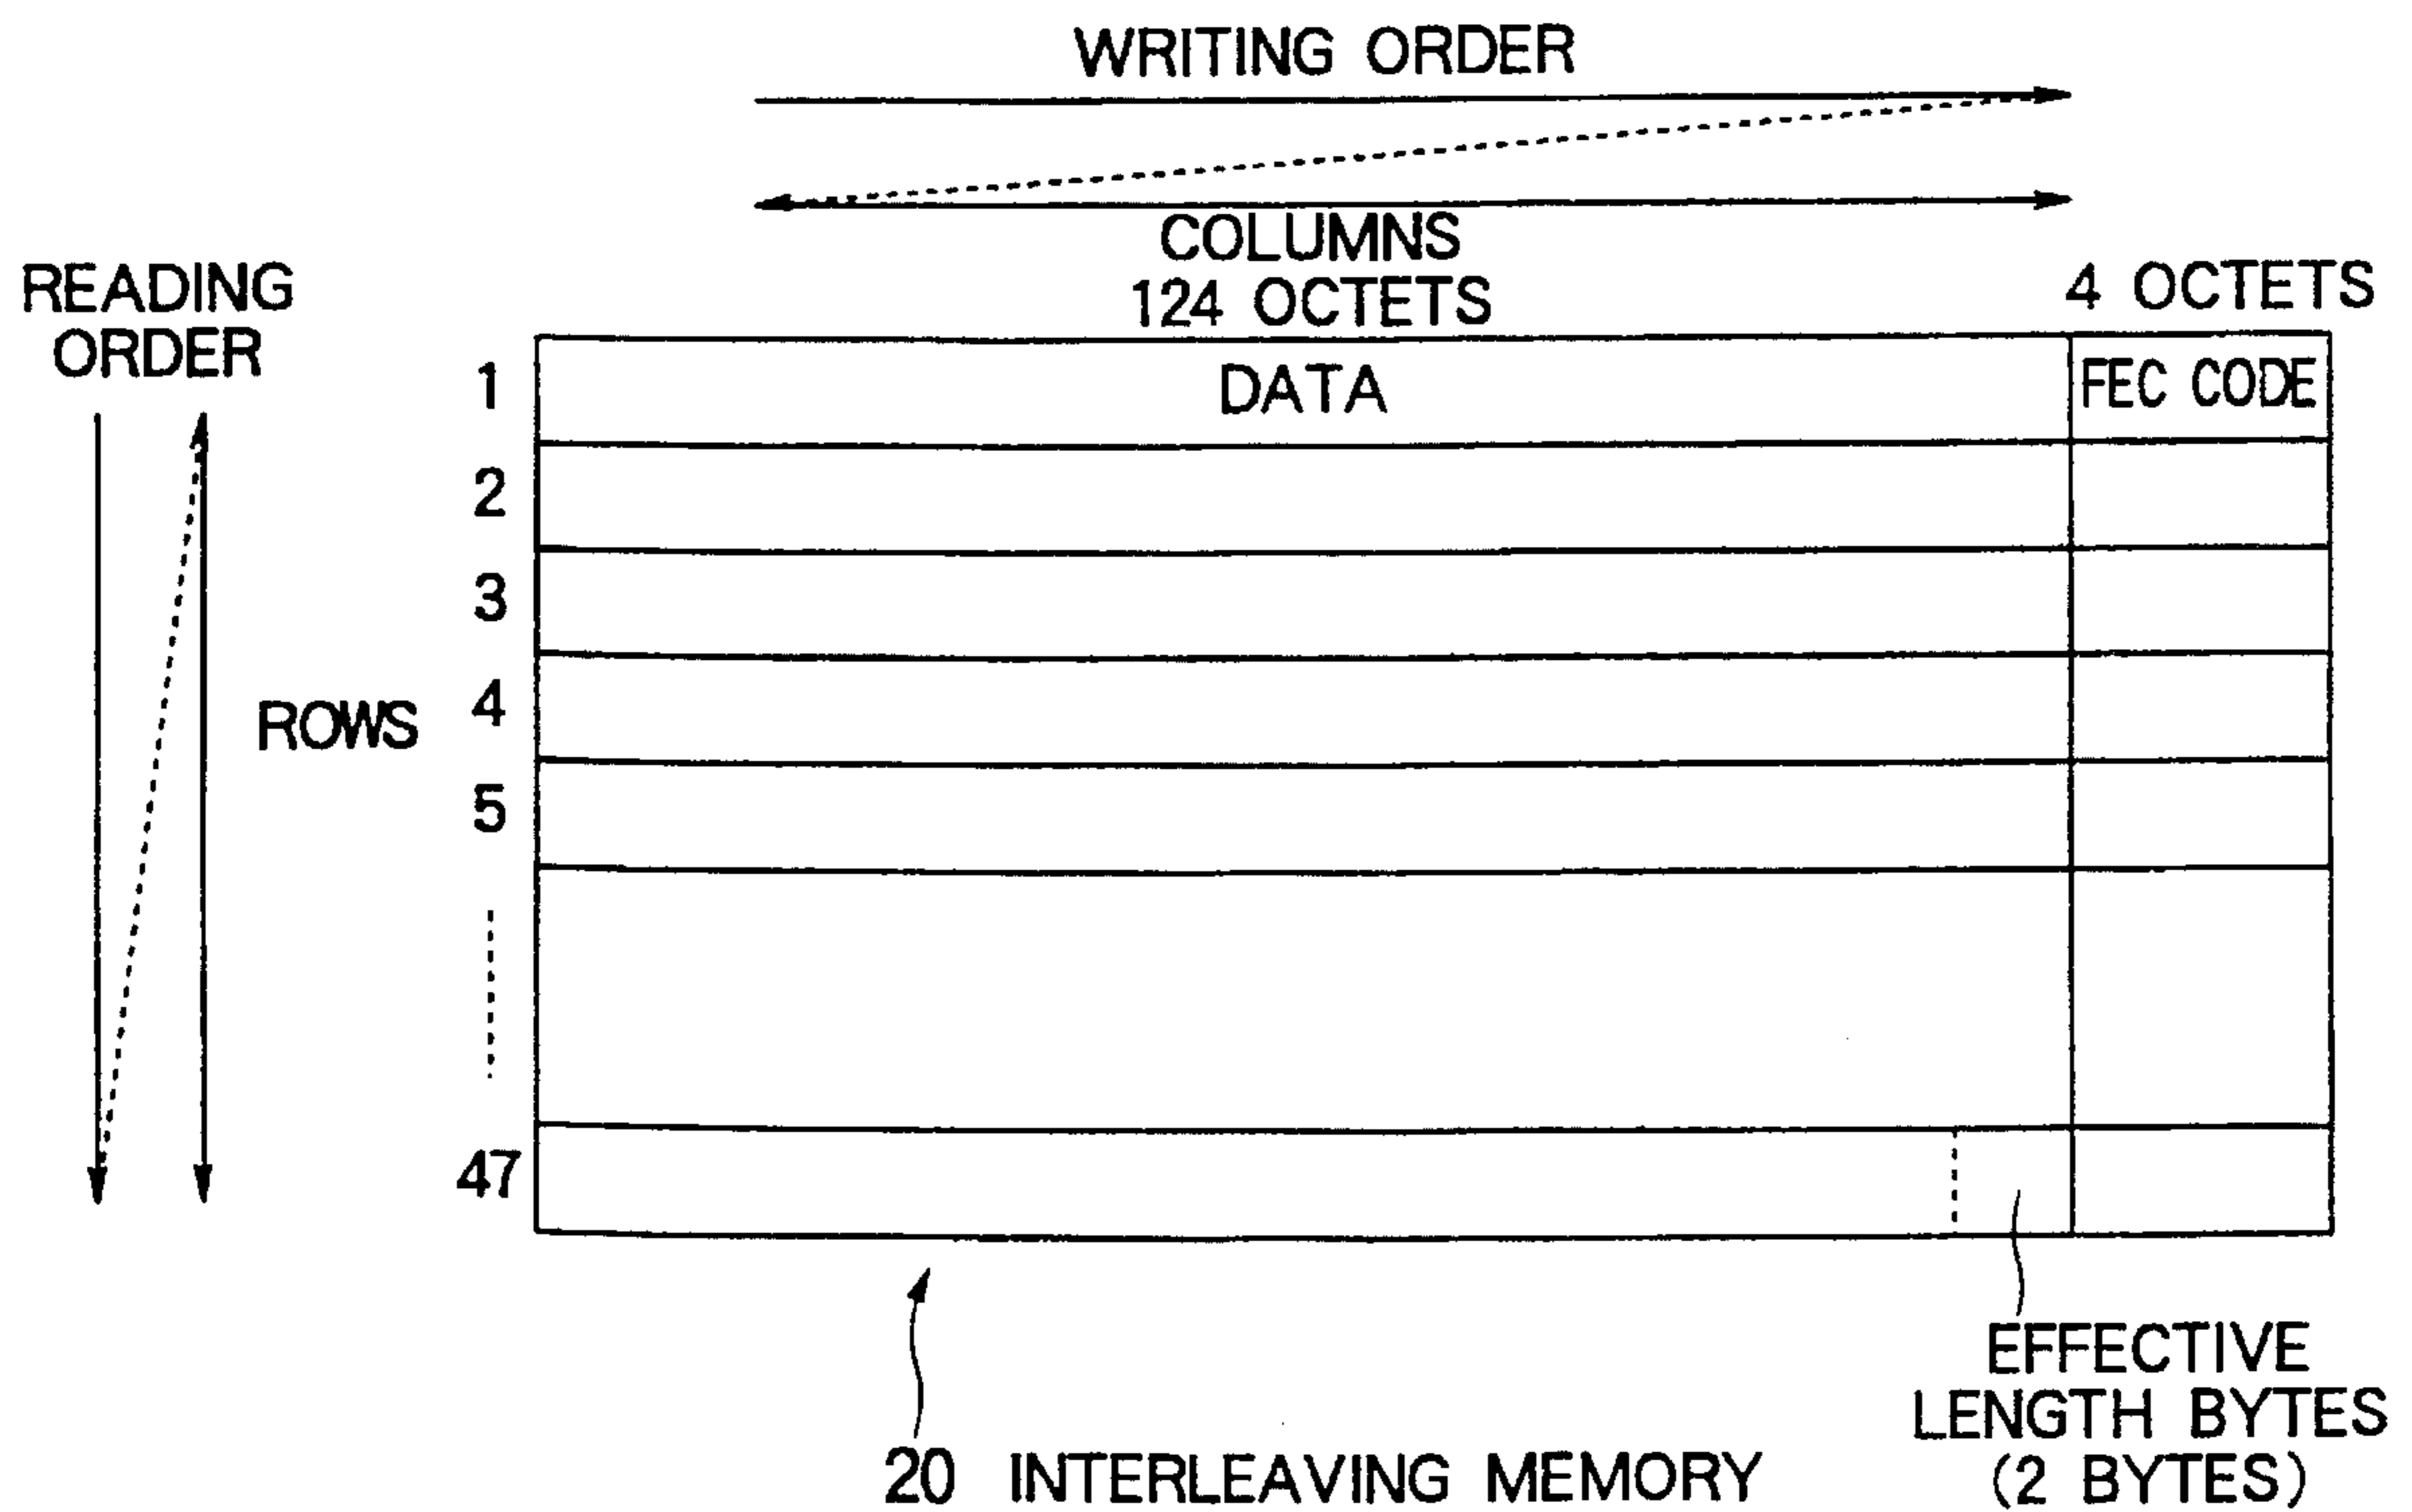 WRITING ORDER
COLUMNS
124 OCTETS
4 OCTETS
READING
ORDER
1
DATA
FEC CODE
2
3
ROWS
4
5
47
EFFECTIVE
LENGTH BYTES
(2 BYTES)
20 INTERLEAVING MEMORY